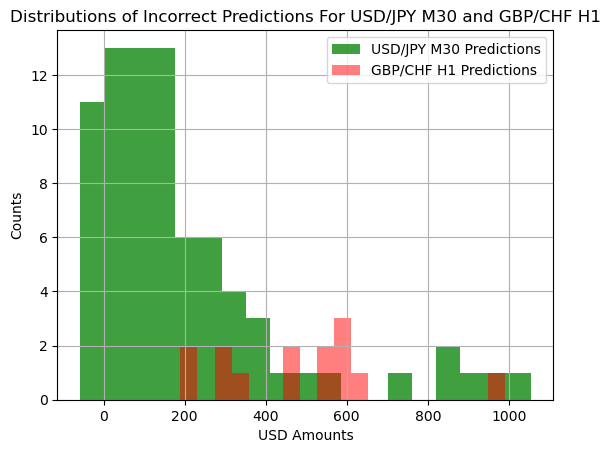 Distributions of Incorrect Predictions For USD/JPY M30 and GBP/CHF H1
USD/JPY M30 Predictions
GBP/CHF H1 Predictions
12
10
8
6
4
2
0
Counts
0 200 400 600 800 1000
USD Amounts